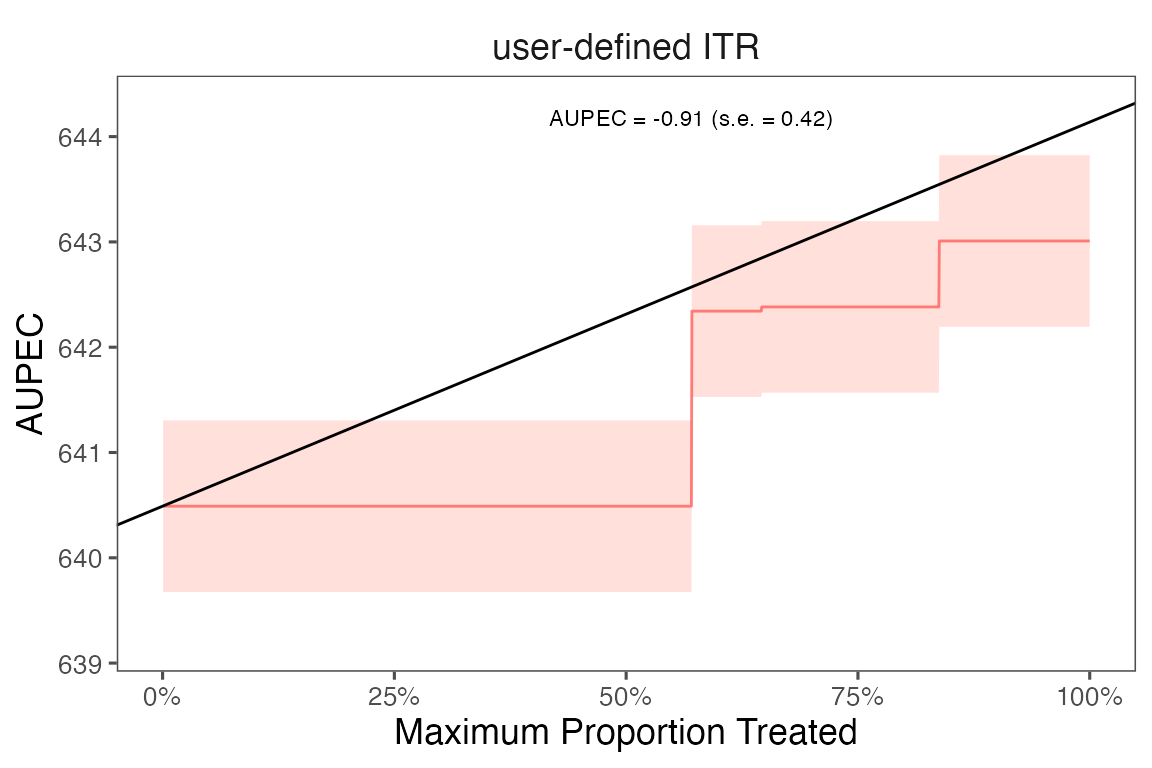 user-defined ITR
AUPEC = -0.91 (s.e. = 0.42)
644
643
642
641
640
639
AUPEC
0%
25%
50%
75%
100%
Maximum Proportion Treated